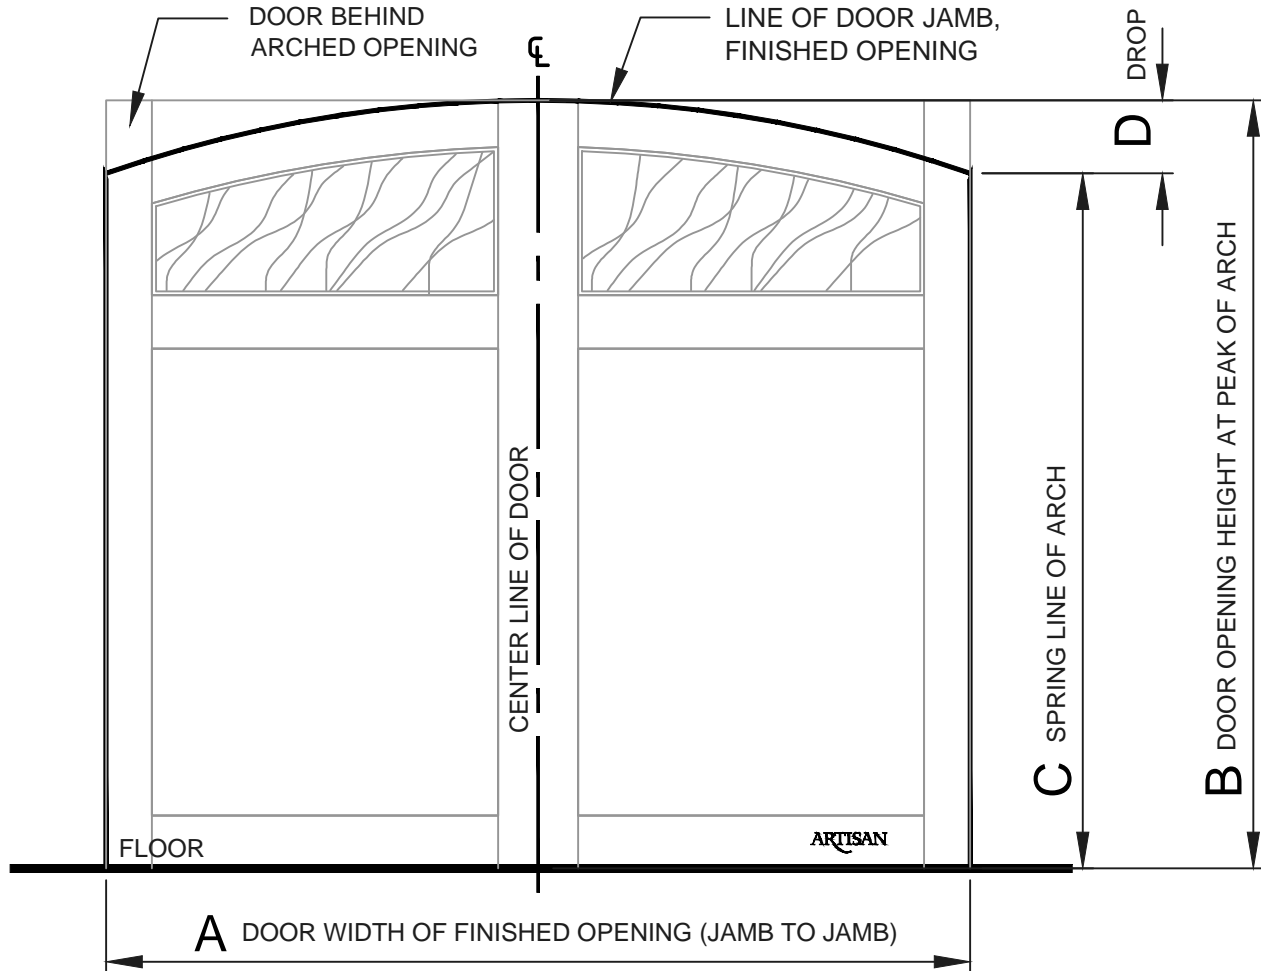 DOOR BEHIND
ARCHED OPENING
℄
LINE OF DOOR JAMB,
FINISHED OPENING
DROP
D
CENTER LINE OF DOOR
C SPRING LINE OF ARCH
B DOOR OPENING HEIGHT AT PEAK OF ARCH
ARTISAN
FLOOR
A DOOR WIDTH OF FINISHED OPENING (JAMB TO JAMB)